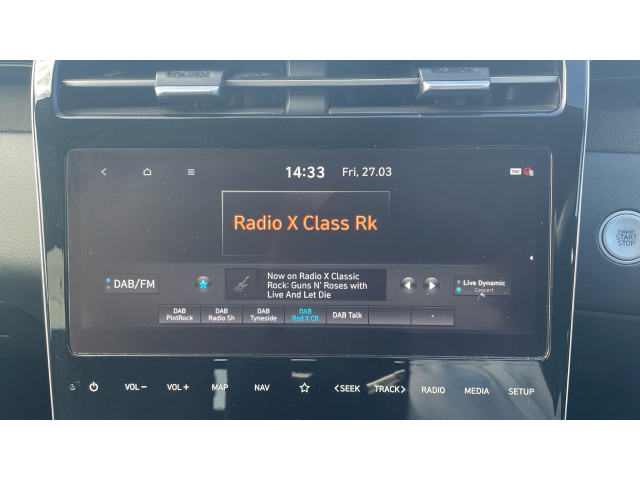 14:33 Fri, 27.03
TMC
Radio X Class Rk
DAB/FM
Now on Radio X Classic
Rock: Guns N' Roses with
Live And Let Die
Live Dynamic
Concert
DAB
PlntRock
DAB
Radio Sh
DAB
Tyneside
DAB
Rad X CR
DAB Talk
ENGINE
START
STOP
VOL− VOL+ MAP NAV <SEEK TRACK> RADIO MEDIA SETUP